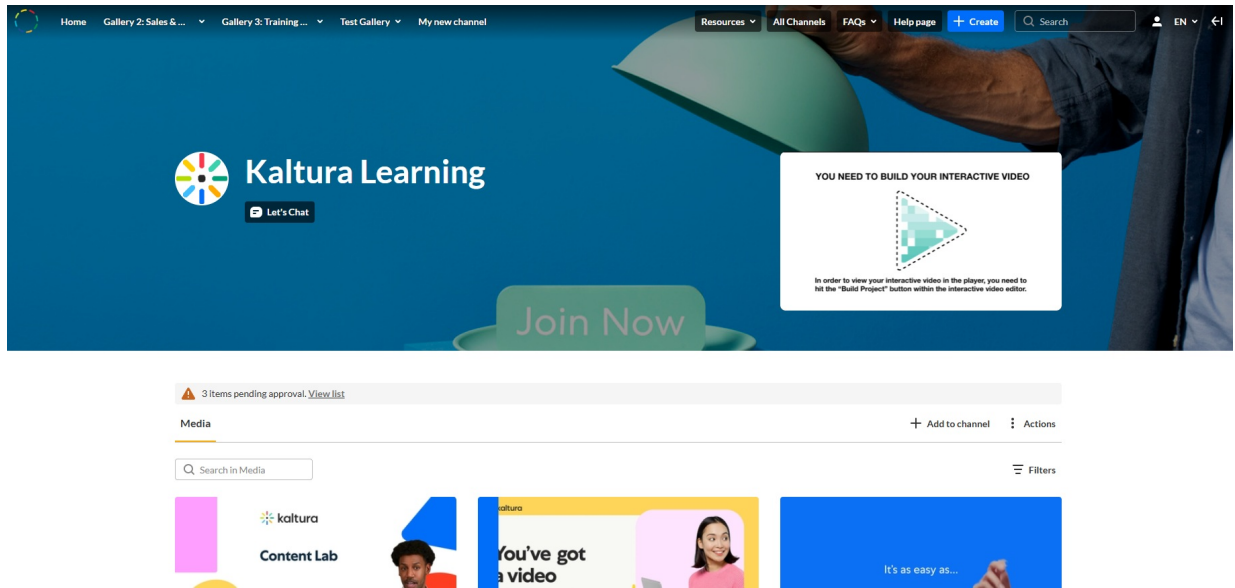 Home Gallery 2: Sales & ... Gallery 3: Training ... Test Gallery My new channel Resources All Channels FAQs Help page + Create Search EN
Kaltura Learning
Let's Chat
YOU NEED TO BUILD YOUR INTERACTIVE VIDEO
In order to view your interactive video in the player, you need to
hit the "Build Project" button within the interactive video editor.
Join Now
3 Items pending approval. View list
Media + Add to channel Actions
Search in Media Filters
kaltura
Content Lab
kaltura
You've got
a video
It's as easy as...